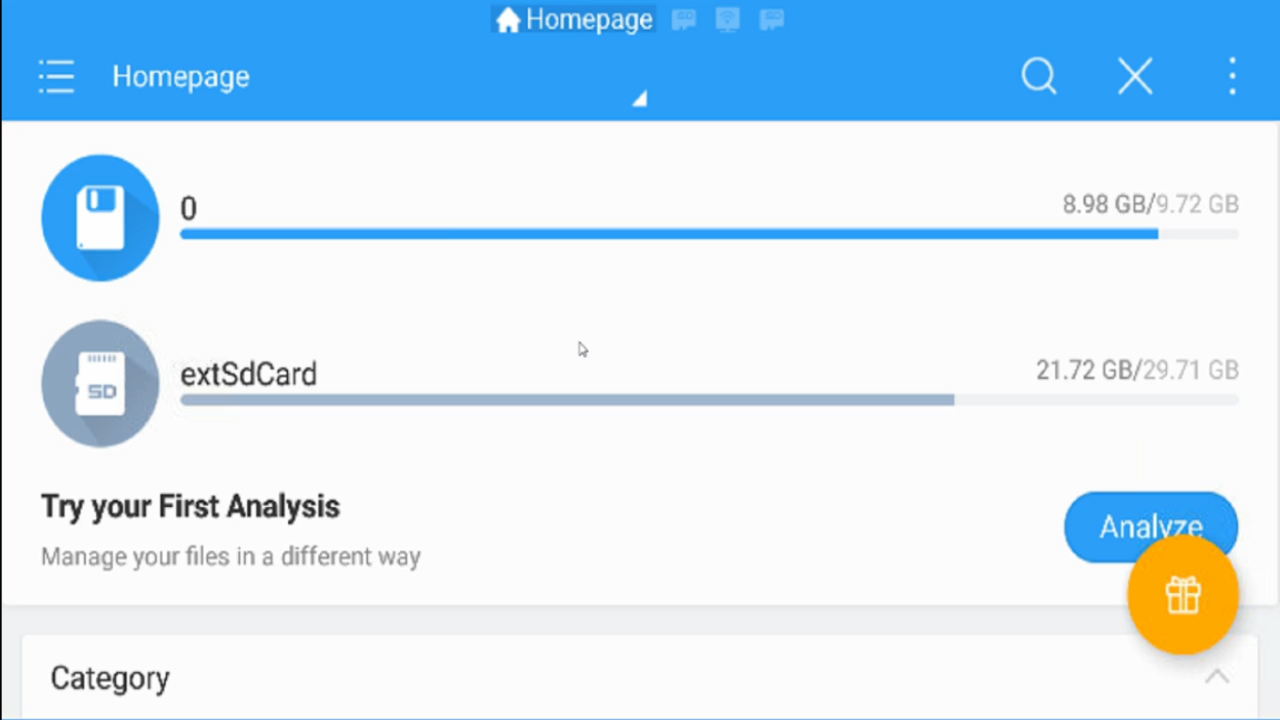 Homepage
Homepage
0
8.98 GB/9.72 GB
SD
extSdCard
21.72 GB/29.71 GB
Try your First Analysis
Manage your files in a different way
Analyze
Category